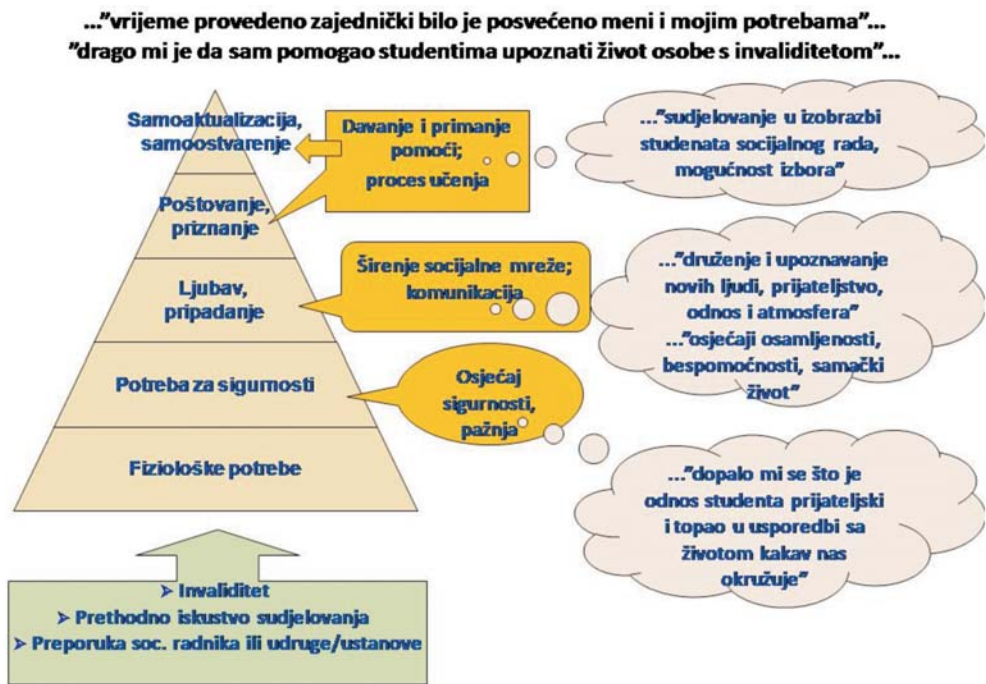 ..."vrijeme provedeno zajednički bilo je posvećeno meni i mojim potrebama"...
"drago mi je da sam pomogao studentima upoznati život osobe s invaliditetom"...
Samoaktualizacija,
samoostvarenje
Poštovanje,
priznanje
Ljubav,
pripadanje
Potreba za sigurnosti
Fiziološke potrebe
Davanje i primanje
pomoći;
proces učenja
Širenje socijalne mreže;
komunikacija
Osjećaj
sigurnosti,
pažnja
..."sudjelovanje u izobrazbi
studenata socijalnog rada,
mogućnost izbora"
..."druženje i upoznavanje
novih ljudi, prijateljstvo,
odnos i atmosfera"
..."osjećaji osamljenosti,
bespomoćnosti, samački
život"
..."dopalo mi se što je
odnos studenta prijateljski
i topao u usporedbi sa
životom kakav nas
okružuje"
➢ Invaliditet
➢ Prethodno iskustvo sudjelovanja
➢ Preporuka soc. radnika ili udruge/ustanove